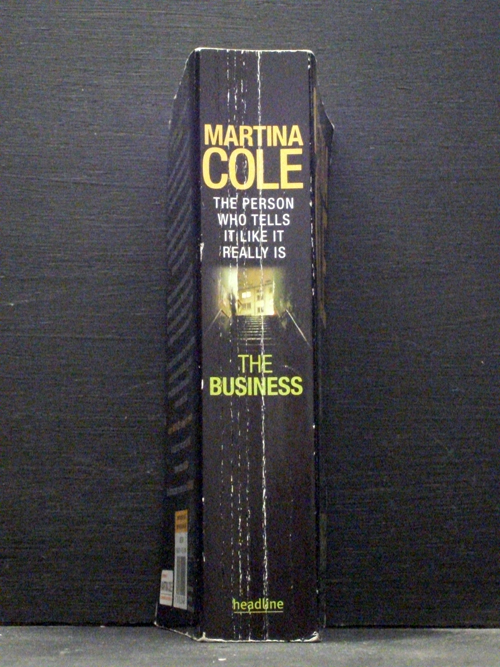 MARTINA
COLE
THE PERSON
WHO TELLS
IT LIKE IT
REALLY IS
THE
BUSINESS
headline